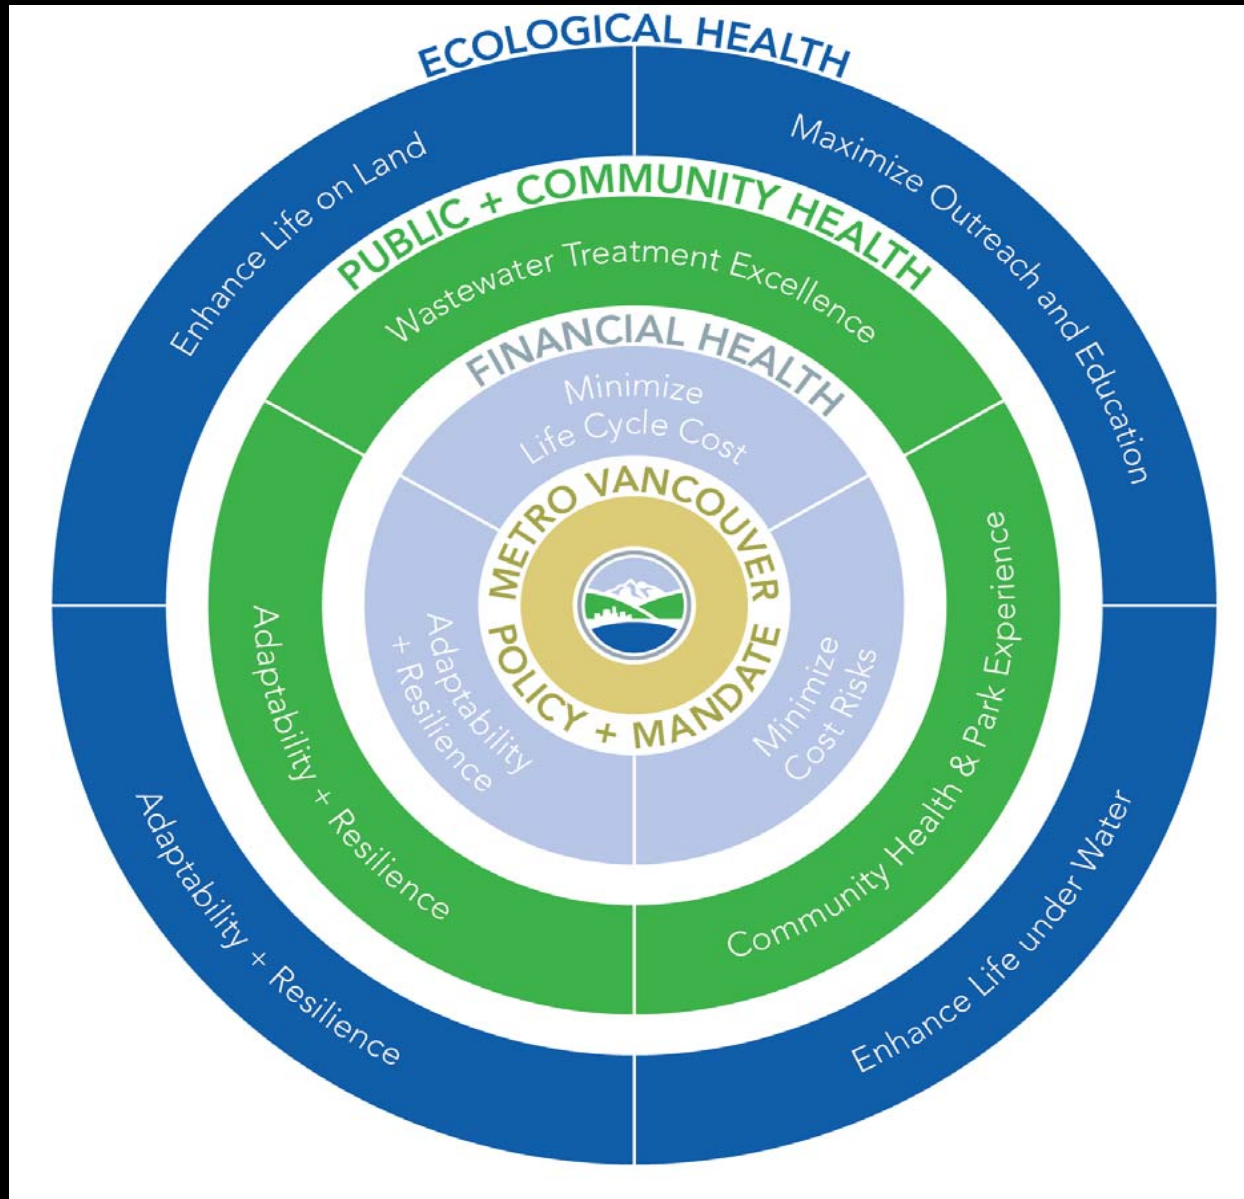 ECOLOGICAL HEALTH
Enhance Life on Land
Maximize Outreach and Education
Enhance Life under Water
Adaptability + Resilience
PUBLIC + COMMUNITY HEALTH
Wastewater Treatment Excellence
Community Health & Park Experience
Adaptability + Resilience
FINANCIAL HEALTH
Minimize
Life Cycle Cost
Minimize
Cost Risks
Adaptability
+ Resilience
METRO VANCOUVER
POLICY + MANDATE